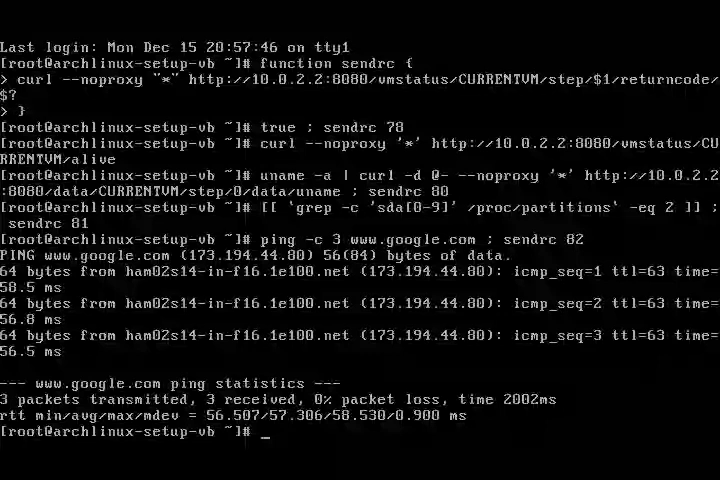 Last login: Mon Dec 15 20:57:46 on tty1
[root@archlinux-setup-vb ~]# function sendrc {
> curl --noproxy "*" http://10.0.2.2:8080/vmstatus/CURRENTVM/step/$1/returncode/
$?
> }
[root@archlinux-setup-vb ~]# true ; sendrc 78
[root@archlinux-setup-vb ~]# curl --noproxy '*' http://10.0.2.2:8080/vmstatus/CU
RRENTVM/alive
[root@archlinux-setup-vb ~]# uname -a | curl -d @- --noproxy '*' http://10.0.2.2
:8080/data/CURRENTVM/step/0/data/uname ; sendrc 80
[root@archlinux-setup-vb ~]# [[ `grep -c 'sda[0-9]' /proc/partitions` -eq 2 ]] ;
 sendrc 81
[root@archlinux-setup-vb ~]# ping -c 3 www.google.com ; sendrc 82
PING www.google.com (173.194.44.80) 56(84) bytes of data.
64 bytes from ham02s14-in-f16.1e100.net (173.194.44.80): icmp_seq=1 ttl=63 time=
58.5 ms
64 bytes from ham02s14-in-f16.1e100.net (173.194.44.80): icmp_seq=2 ttl=63 time=
56.8 ms
64 bytes from ham02s14-in-f16.1e100.net (173.194.44.80): icmp_seq=3 ttl=63 time=
56.5 ms
--- www.google.com ping statistics ---
3 packets transmitted, 3 received, 0% packet loss, time 2002ms
rtt min/avg/max/mdev = 56.507/57.306/58.530/0.900 ms
[root@archlinux-setup-vb ~]# _